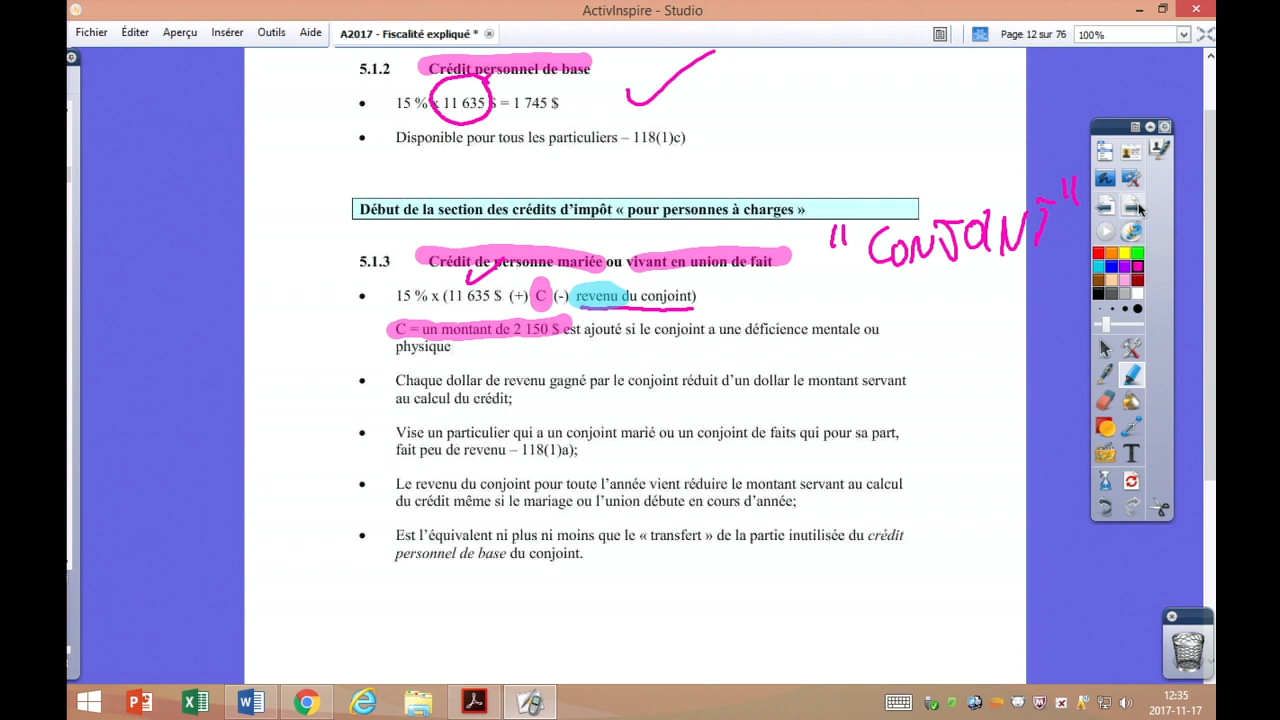 ActivInspire - Studio
Fichier Éditer Aperçu Insérer Outils Aide A2017 - Fiscalité expliqué * Page 12 sur 76 100%
5.1.2 Crédit personnel de base
• 15 % x 11 635 $ = 1 745 $
• Disponible pour tous les particuliers – 118(1)c)
Début de la section des crédits d’impôt « pour personnes à charges »
" CONJOINT "
5.1.3 Crédit de personne mariée ou vivant en union de fait
• 15 % x (11 635 $ (+) C (-) revenu du conjoint)
C = un montant de 2 150 $ est ajouté si le conjoint a une déficience mentale ou
physique
• Chaque dollar de revenu gagné par le conjoint réduit d’un dollar le montant servant
au calcul du crédit;
• Vise un particulier qui a un conjoint marié ou un conjoint de faits qui pour sa part,
fait peu de revenu – 118(1)a);
• Le revenu du conjoint pour toute l’année vient réduire le montant servant au calcul
du crédit même si le mariage ou l’union débute en cours d’année;
• Est l’équivalent ni plus ni moins que le « transfert » de la partie inutilisée du crédit
personnel de base du conjoint.
12:35
2017-11-17